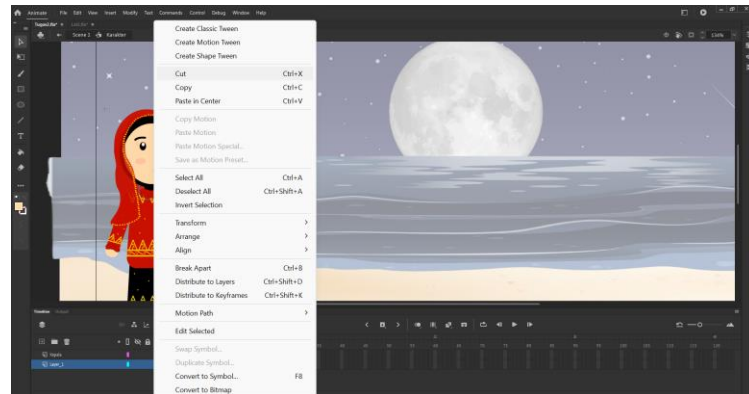 Animate File Edit View Insert Modify Text Commands Control Debug Window Help
Scene 1 Karakter
Create Classic Tween
Create Motion Tween
Create Shape Tween
Cut Ctrl+X
Copy Ctrl+C
Paste in Center Ctrl+V
Copy Motion
Paste Motion
Paste Motion Special...
Save as Motion Preset...
Select All Ctrl+A
Deselect All Ctrl+Shift+A
Invert Selection
Transform
Arrange
Align
Break Apart Ctrl+B
Distribute to Layers Ctrl+Shift+D
Distribute to Keyframes Ctrl+Shift+K
Motion Path
Edit Selected
Swap Symbol...
Duplicate Symbol...
Convert to Symbol... F8
Convert to Bitmap
Timeline Output
Layer_1